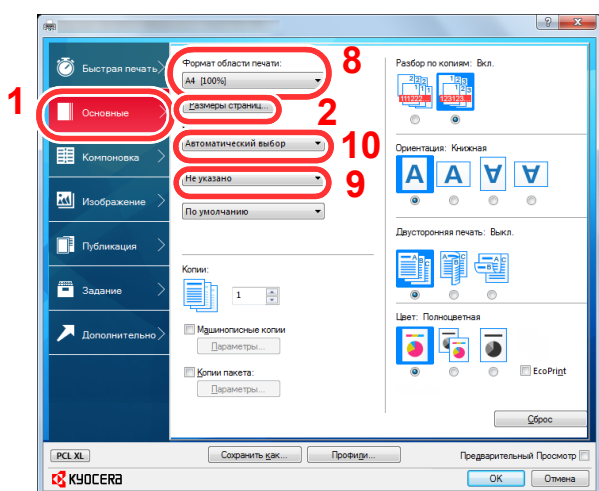 1
Быстрая печать
Основные
Компоновка
Изображение
Публикация
Задание
Дополнительно
Формат области печати:
8
A4 [100%]
Размеры страниц...
2
Автоматический выбор
10
Не указано
9
По умолчанию
Копии:
1
Машинописные копии
Параметры...
Копии пакета:
Параметры...
Разбор по копиям: Вкл.
111222...
123123...
Ориентация: Книжная
A A A A
Двусторонняя печать: Выкл.
Цвет: Полноцветная
EcoPrint
Сброс
PCL XL
Сохранить как...
Профили...
Предварительный Просмотр
KYOCERA
OK
Отмена